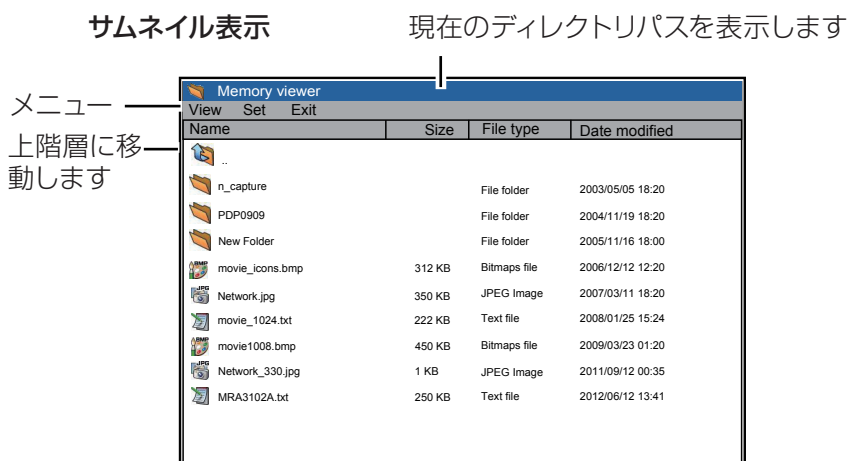 サムネイル表示
現在のディレクトリパスを表示します
メニュー
上階層に移
動します
Memory viewer
View Set Exit
Name Size File type Date modified
..
n_capture File folder 2003/05/05 18:20
PDP0909 File folder 2004/11/19 18:20
New Folder File folder 2005/11/16 18:00
BMP movie_icons.bmp 312 KB Bitmaps file 2006/12/12 12:20
JPG Network.jpg 350 KB JPEG Image 2007/03/11 18:20
movie_1024.txt 222 KB Text file 2008/01/25 15:24
BMP movie1008.bmp 450 KB Bitmaps file 2009/03/23 01:20
JPG Network_330.jpg 1 KB JPEG Image 2011/09/12 00:35
MRA3102A.txt 250 KB Text file 2012/06/12 13:41